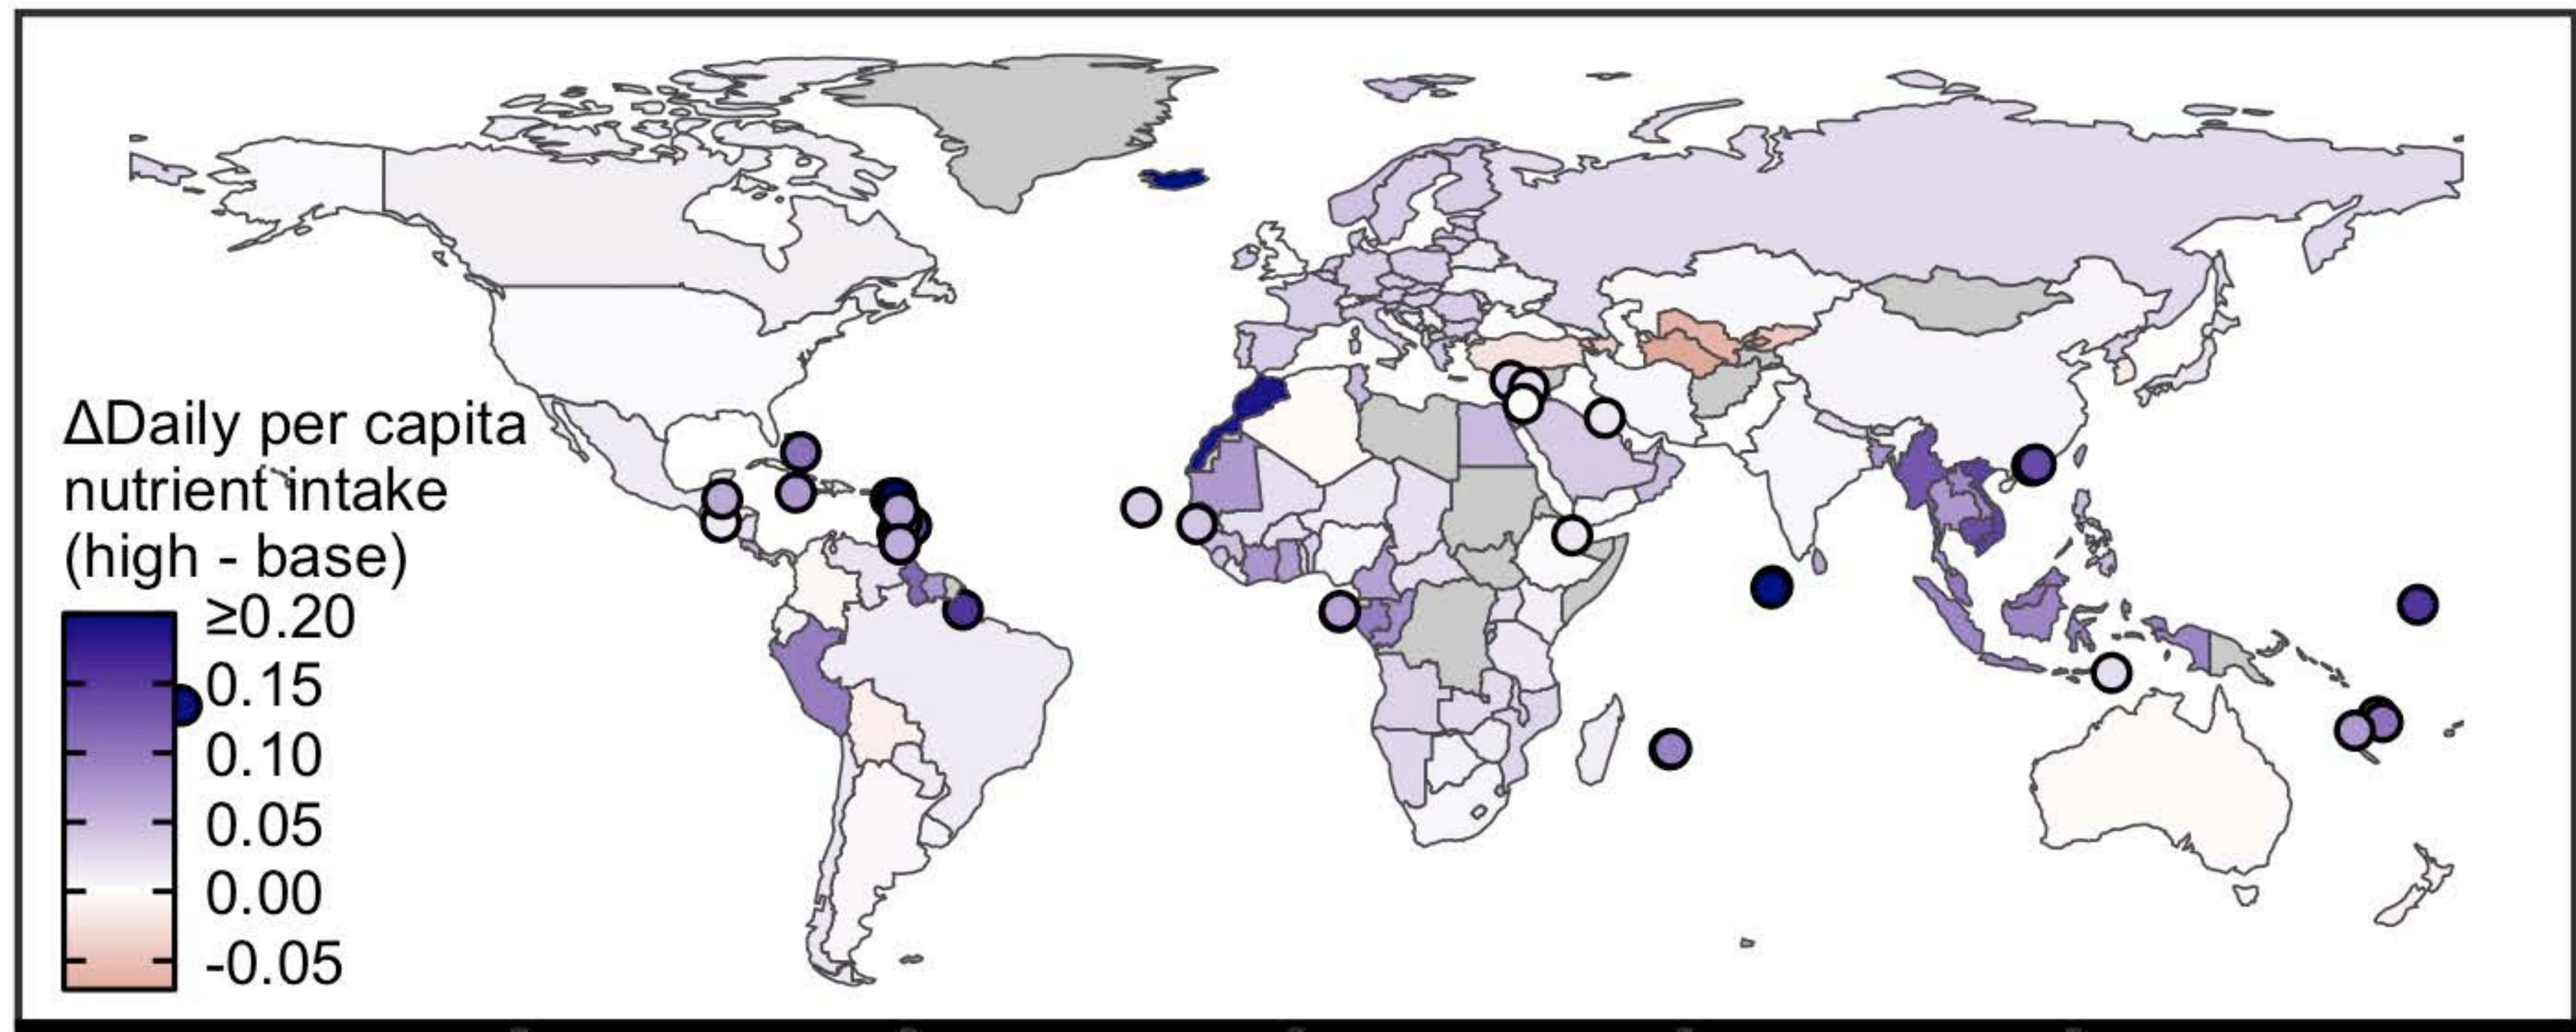 ΔDaily per capita
nutrient intake
(high - base)
≥0.20
0.15
0.10
0.05
0.00
-0.05